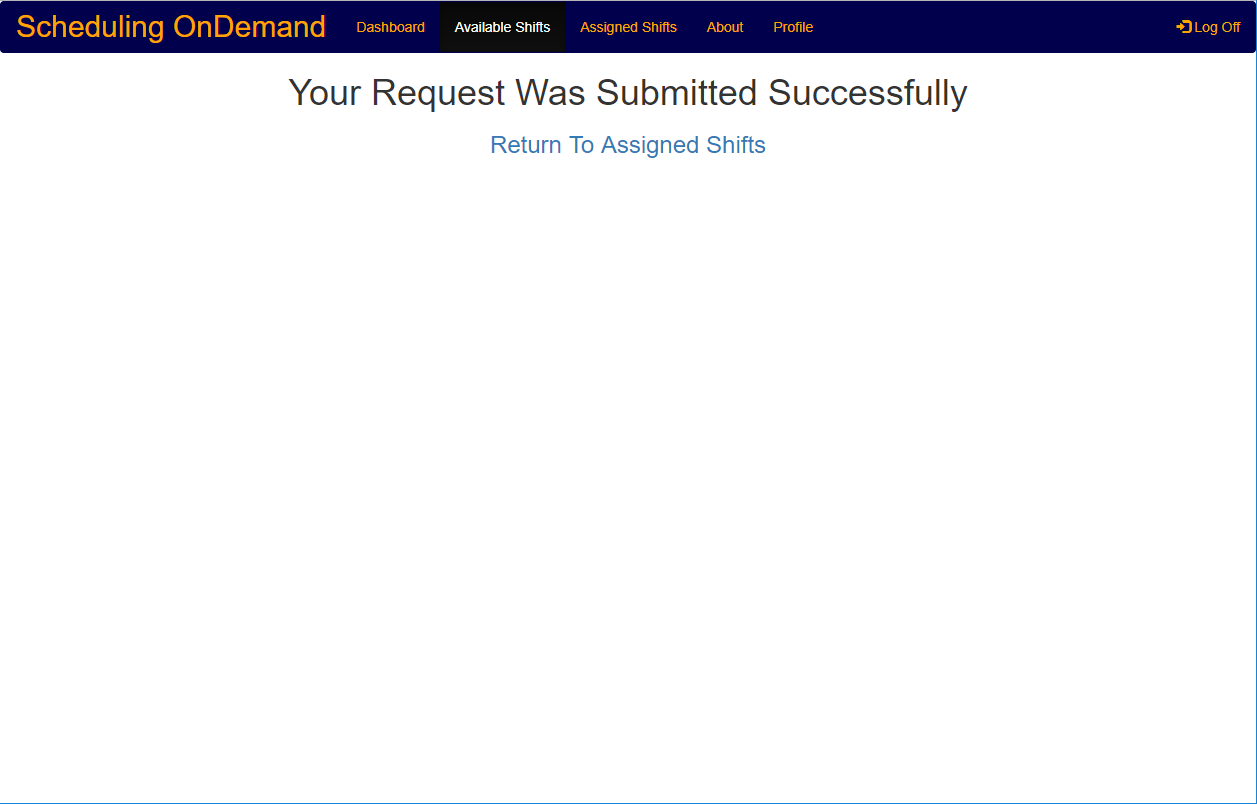 Scheduling OnDemand Dashboard Available Shifts Assigned Shifts About Profile Log Off
Your Request Was Submitted Successfully
Return To Assigned Shifts